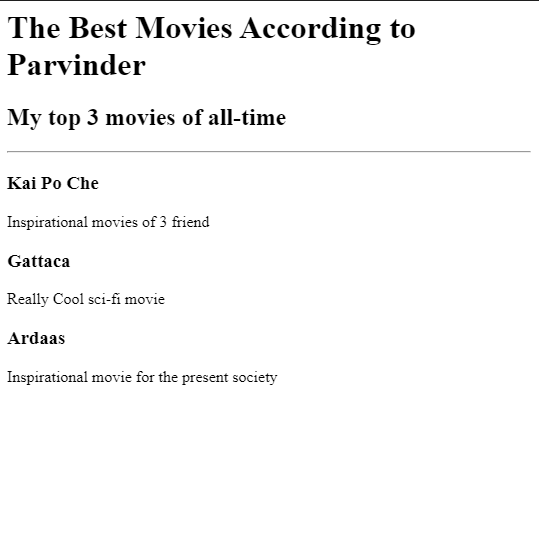 The Best Movies According to
Parvinder
My top 3 movies of all-time
Kai Po Che
Inspirational movies of 3 friend
Gattaca
Really Cool sci-fi movie
Ardaas
Inspirational movie for the present society